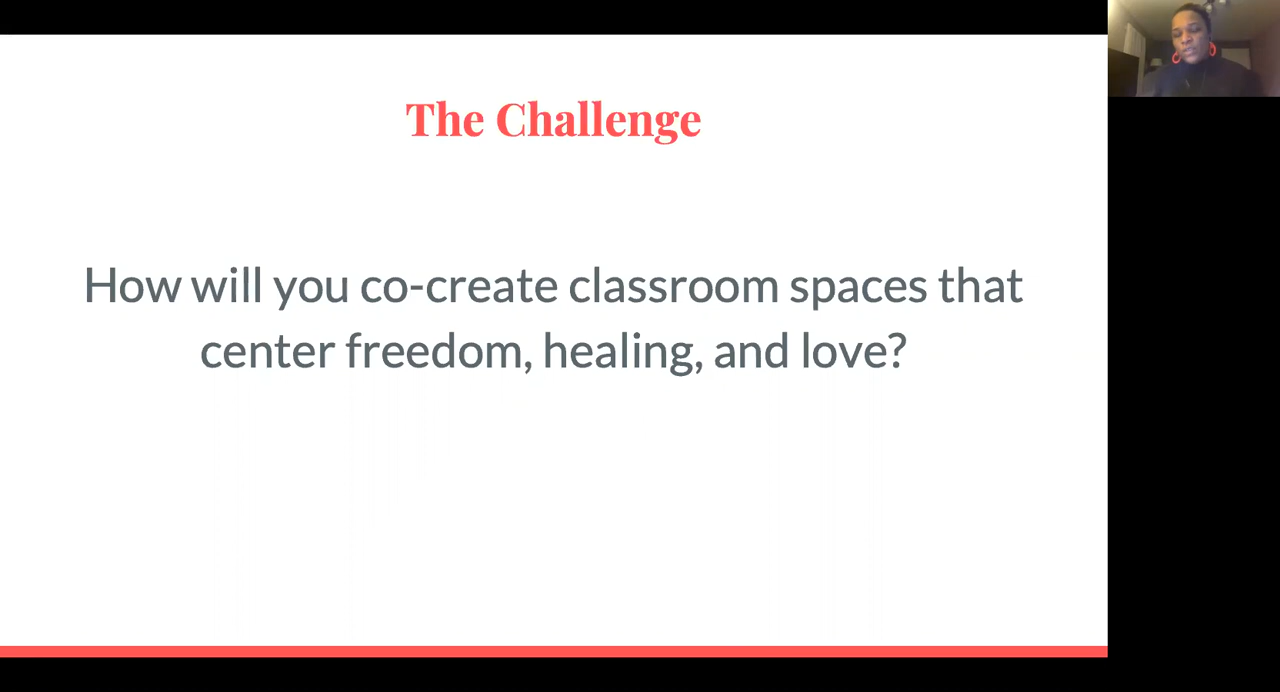 The Challenge
How will you co-create classroom spaces that
center freedom, healing, and love?